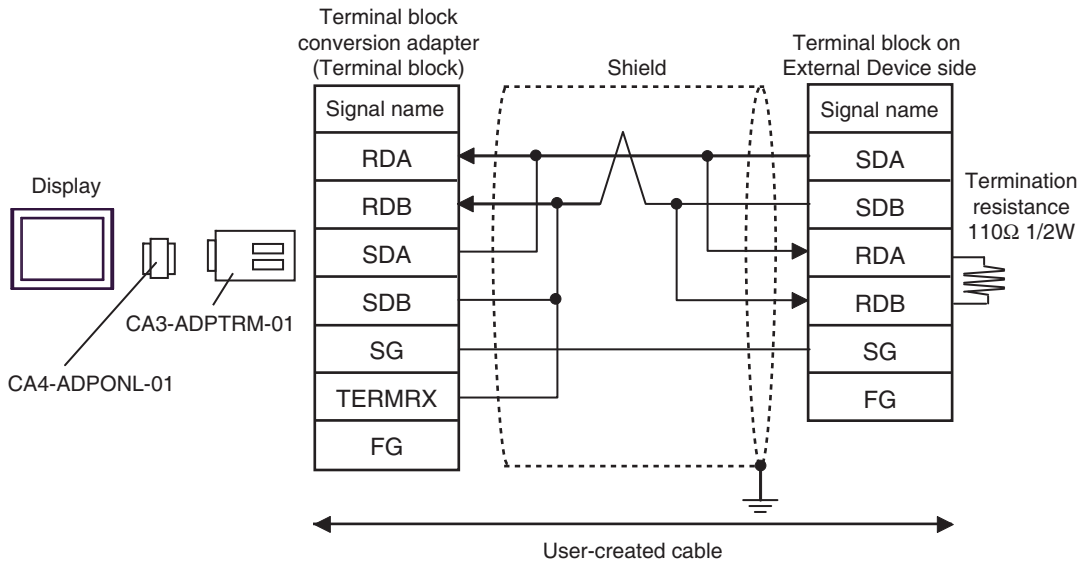 Terminal block
conversion adapter
(Terminal block)
Shield
Terminal block on
External Device side
Display
CA4-ADPONL-01
CA3-ADPTRM-01
Signal name
RDA
RDB
SDA
SDB
SG
TERMRX
FG
Signal name
SDA
SDB
RDA
RDB
SG
FG
Termination
resistance
110Ω 1/2W
User-created cable